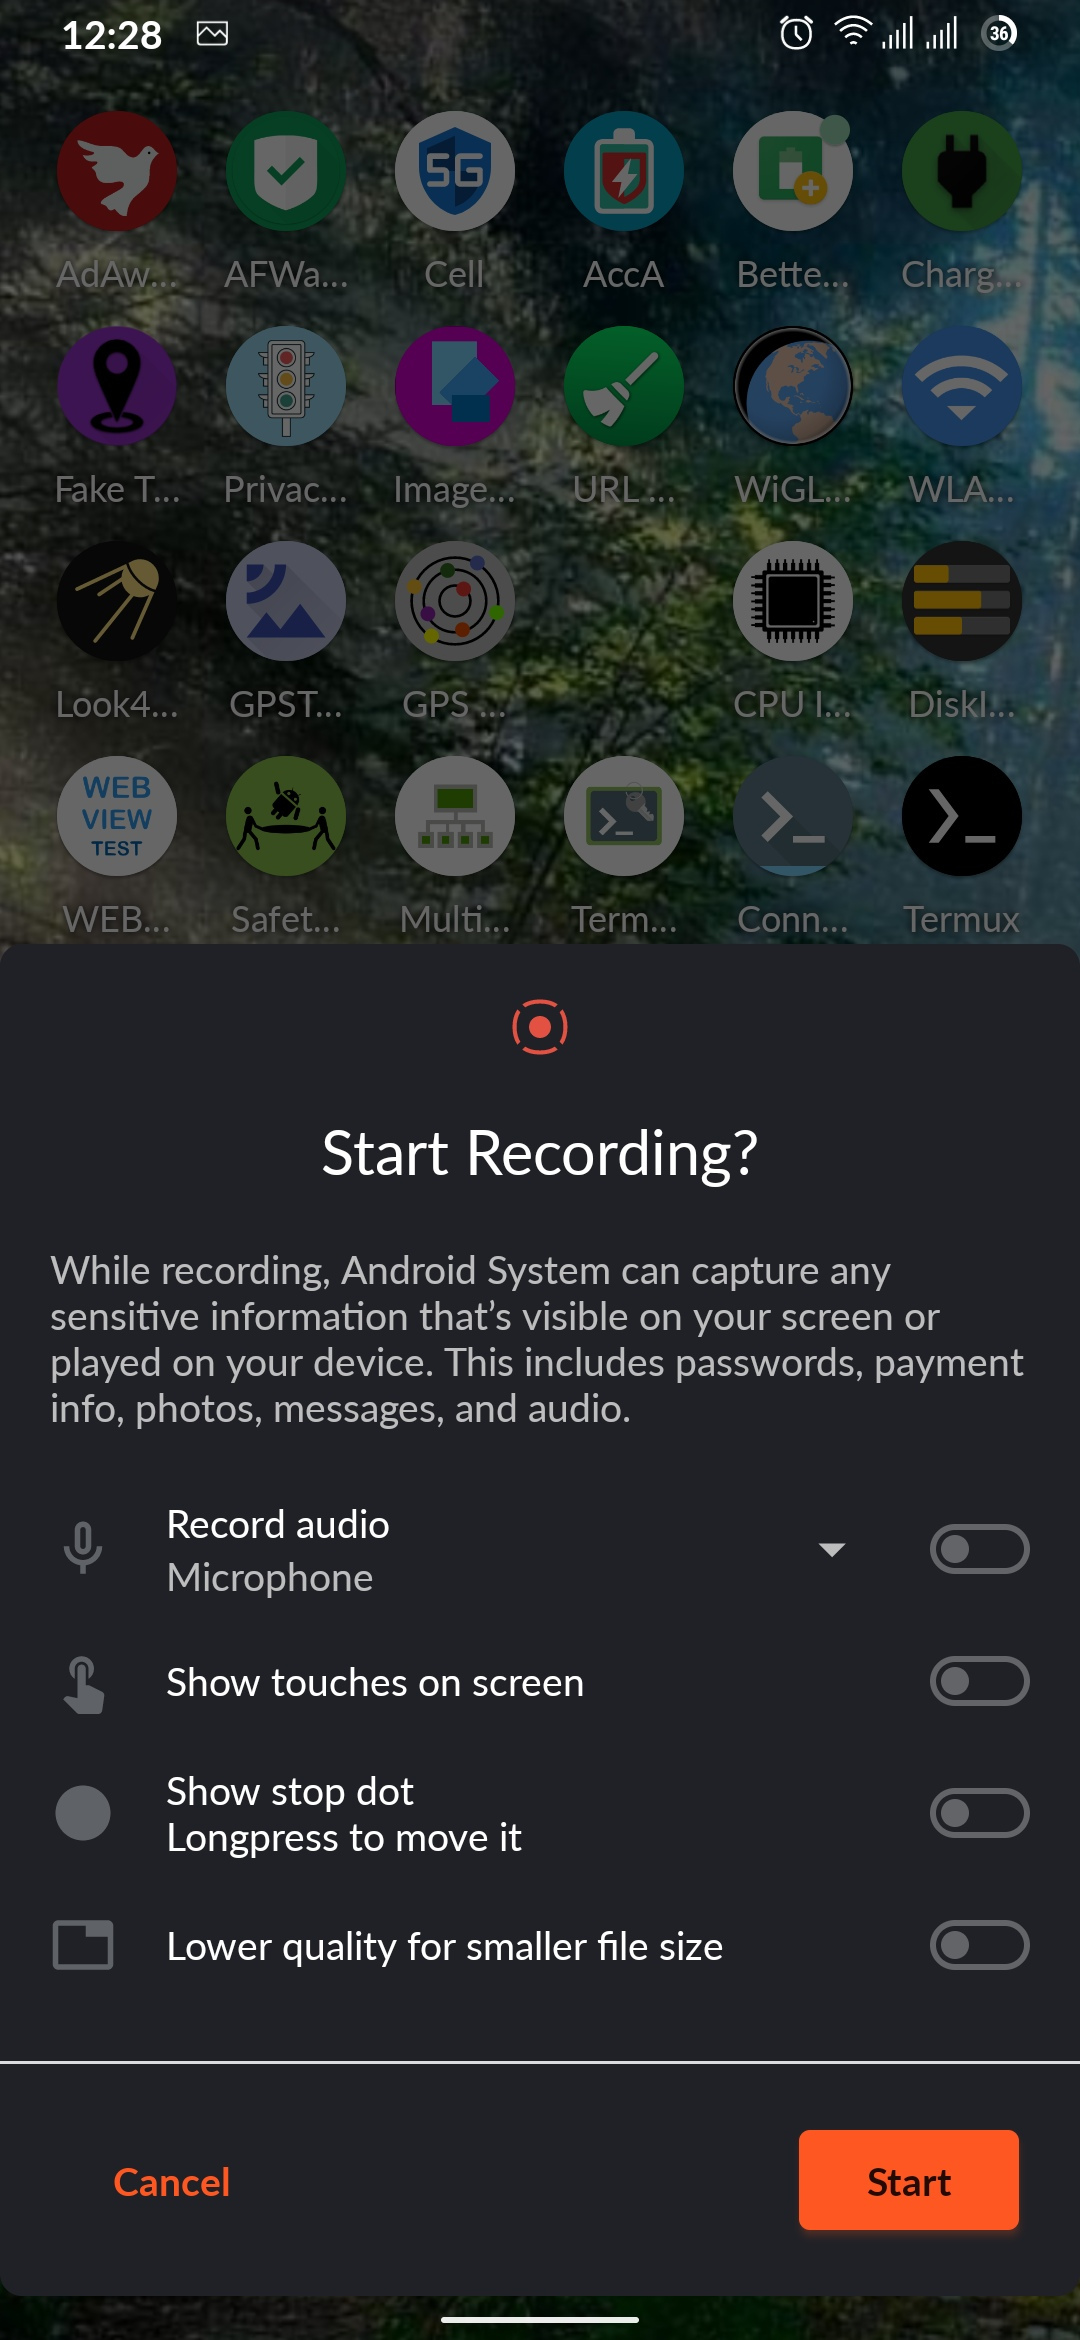 12:28
36
5G
AdAw...
AFWa...
Cell
AccA
Bette...
Charg...
Fake T...
Privac...
Image...
URL ...
WiGL...
WLA...
Look4...
GPST...
GPS ...
CPU I...
DiskI...
WEB
VIEW
TEST
WEB...
Safet...
Multi...
Term...
Conn...
Termux
Start Recording?
While recording, Android System can capture any
sensitive information that’s visible on your screen or
played on your device. This includes passwords, payment
info, photos, messages, and audio.
Record audio
Microphone
Show touches on screen
Show stop dot
Longpress to move it
Lower quality for smaller file size
Cancel
Start